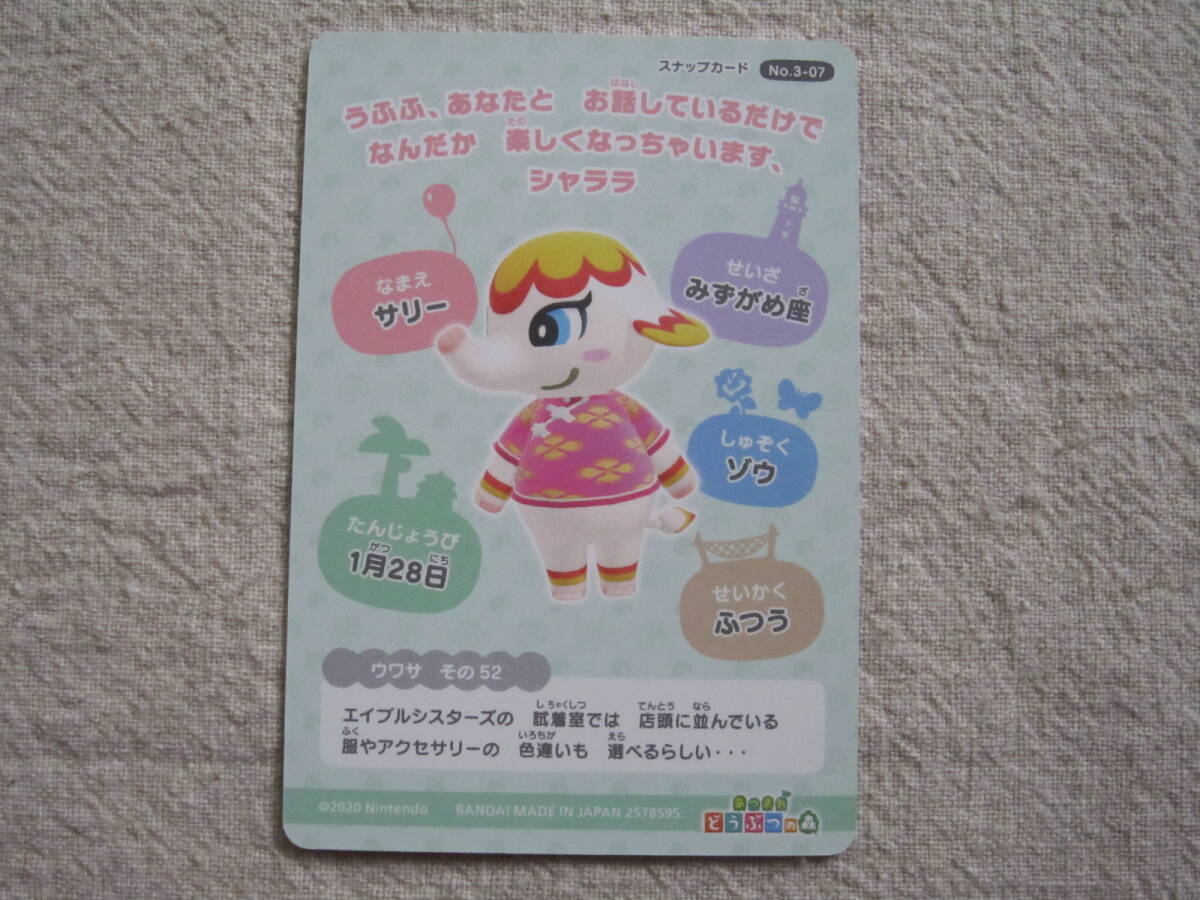 スナップカード No.3-07
うふふ、あなたと お話しているだけで
なんだか 楽しくなっちゃいます、
シャララ
なまえ
サリー
せいざ
みずがめ座
しゅぞく
ゾウ
たんじょうび
1月28日
せいかく
ふつう
ウワサ その52
エイブルシスターズの 試着室では 店頭に並んでいる
服やアクセサリーの 色違いも 選べるらしい・・・
©2020 Nintendo BANDAI MADE IN JAPAN 2578595:
あつまれ
どうぶつの森